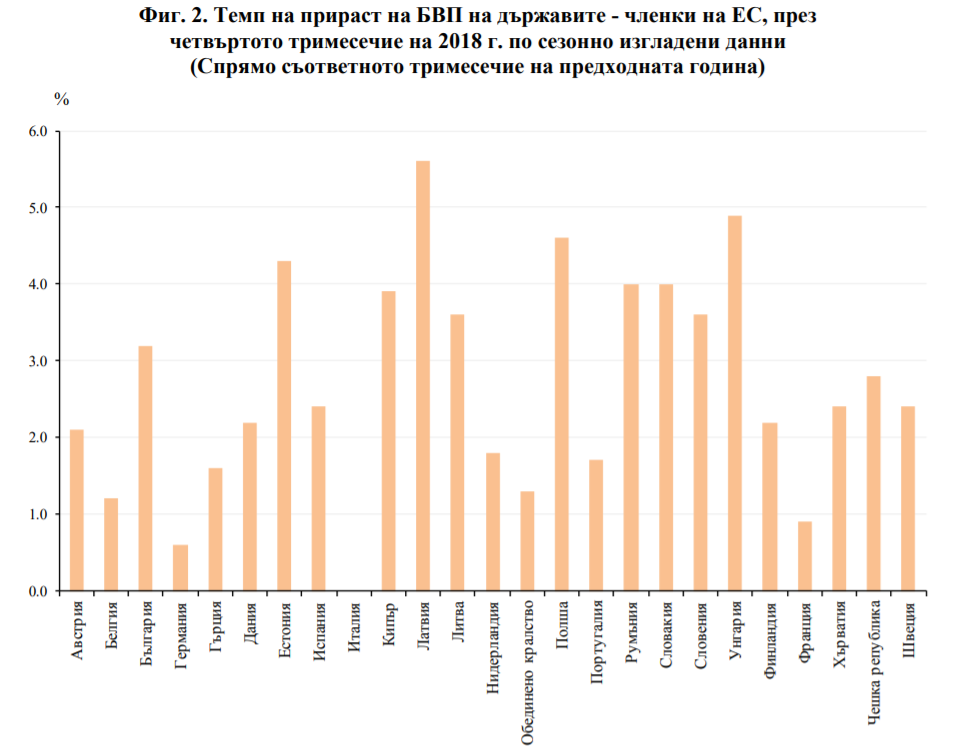 Фиг. 2. Темп на прираст на БВП на държавите - членки на ЕС, през
четвъртото тримесечие на 2018 г. по сезонно изгладени данни
(Спрямо съответното тримесечие на предходната година)
%
6.0
5.0
4.0
3.0
2.0
1.0
0.0
Австрия
Белгия
България
Германия
Гърция
Дания
Естония
Испания
Италия
Кипър
Латвия
Литва
Нидерландия
Обединено кралство
Полша
Португалия
Румъния
Словакия
Словения
Унгария
Финландия
Франция
Хърватия
Чешка република
Швеция